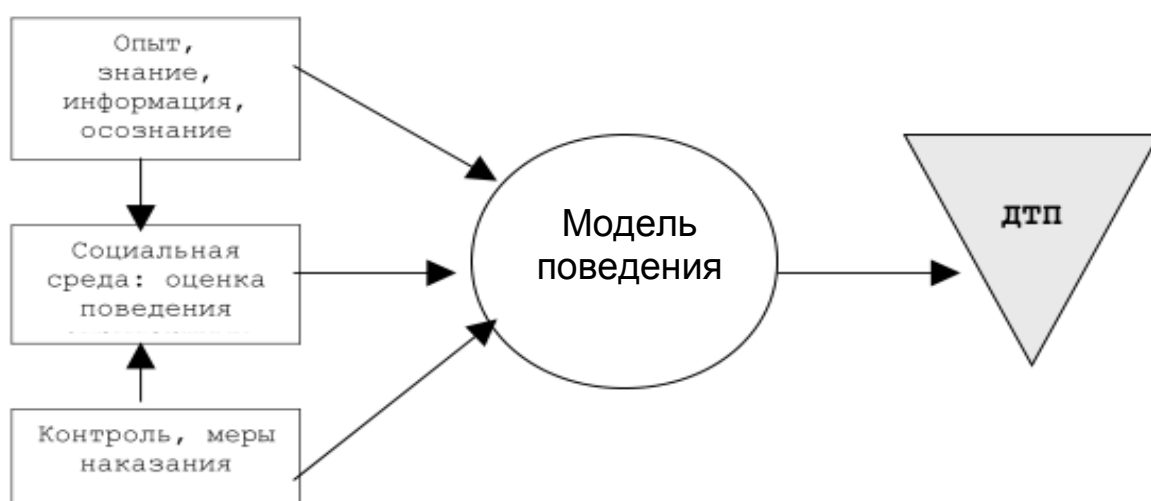 Опыт,
знание,
информация,
осознание
Социальная
среда: оценка
поведения
Контроль, меры
наказания
Модель
поведения
ДТП